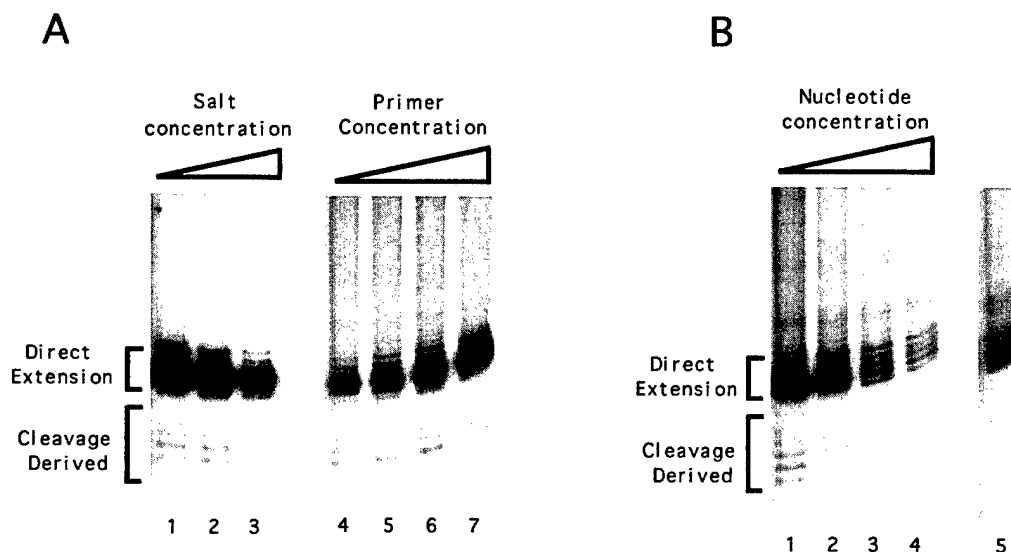 A
B
Salt
concentration
Primer
Concentration
Nucleotide
concentration
Direct
Extension
Cleavage
Derived
1 2 3 4 5 6 7
Direct
Extension
Cleavage
Derived
1 2 3 4 5